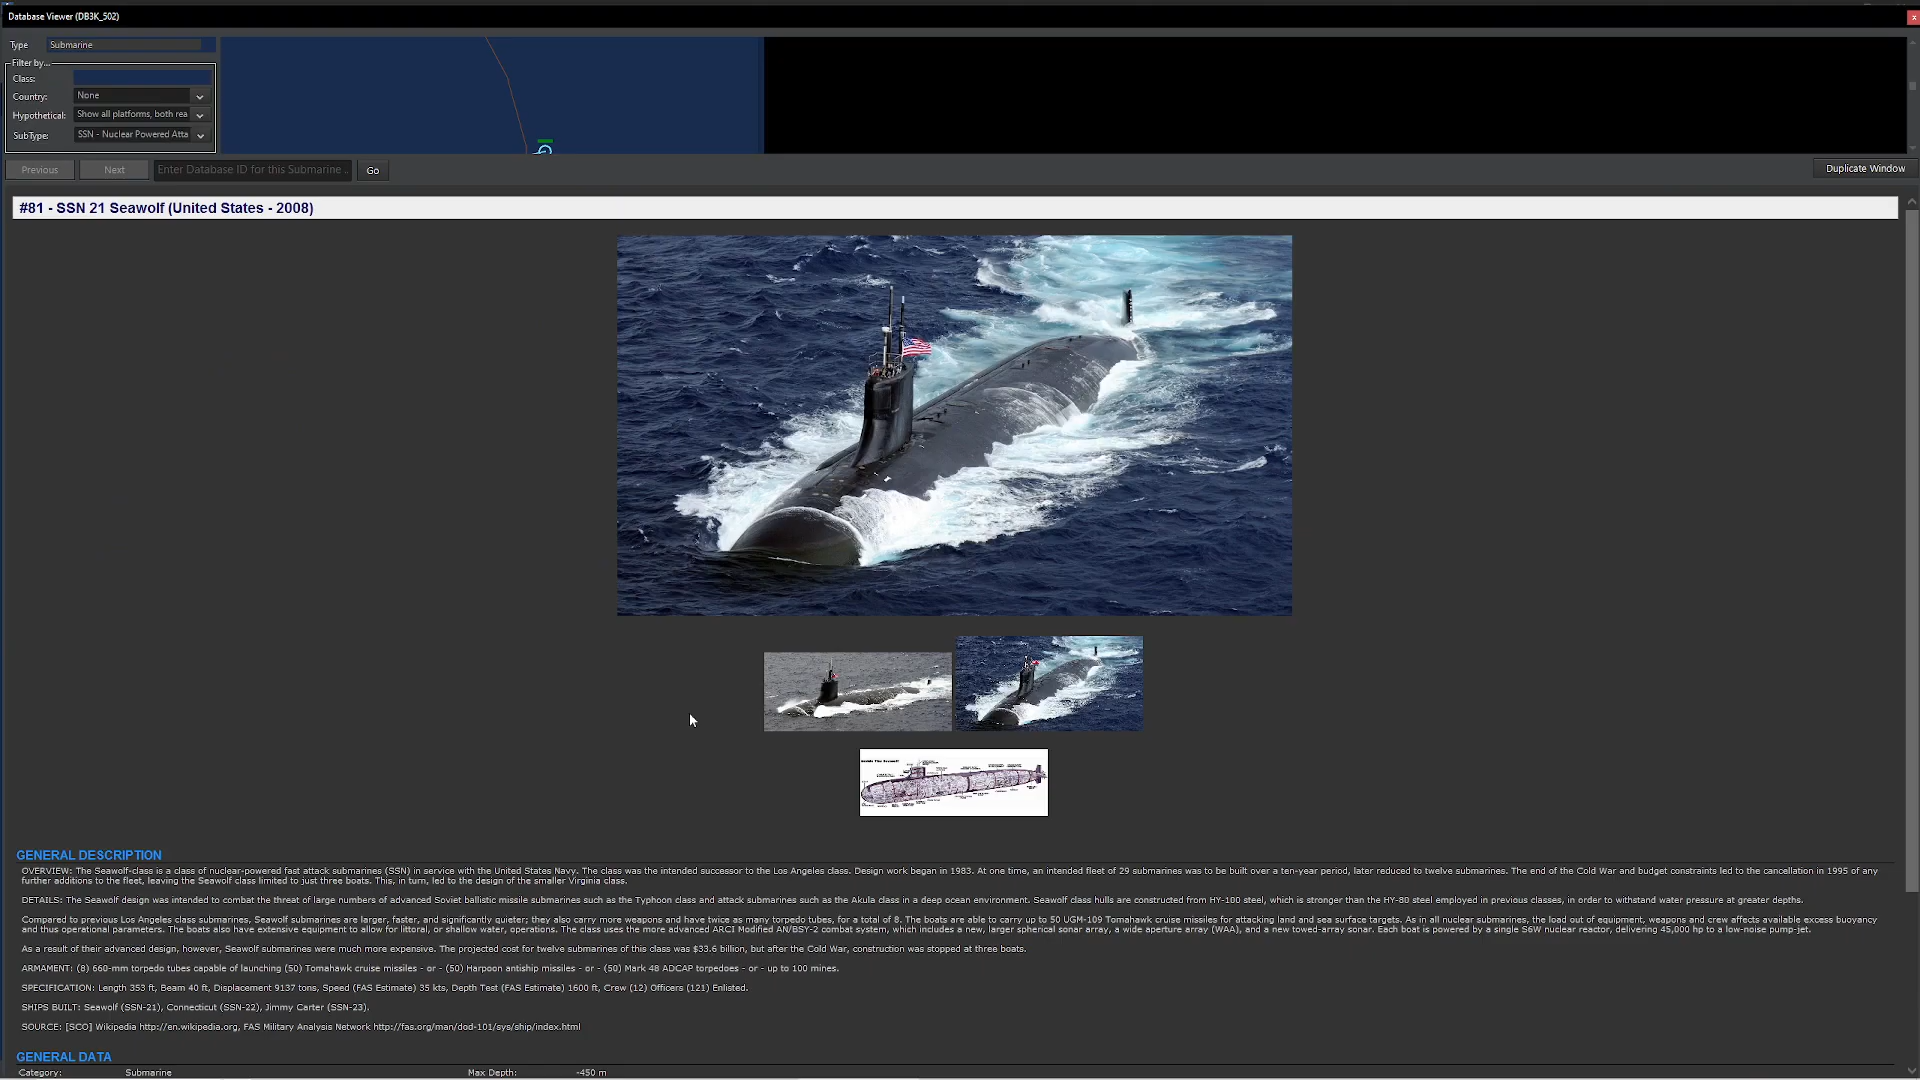 Database Viewer (DB3K_502)
Type
Submarine
Filter by...
Class:
Country:
None
Hypothetical:
Show all platforms, both rea
SubType:
SSN - Nuclear Powered Atta
Previous
Next
Enter Database ID for this Submarine ..
Go
Duplicate Window
#81 - SSN 21 Seawolf (United States - 2008)
Inside The Seawolf
GENERAL DESCRIPTION
OVERVIEW: The Seawolf-class is a class of nuclear-powered fast attack submarines (SSN) in service with the United States Navy. The class was the intended successor to the Los Angeles class. Design work began in 1983. At one time, an intended fleet of 29 submarines was to be built over a ten-year period, later reduced to twelve submarines. The end of the Cold War and budget constraints led to the cancellation in 1995 of any
further additions to the fleet, leaving the Seawolf class limited to just three boats. This, in turn, led to the design of the smaller Virginia class.
DETAILS: The Seawolf design was intended to combat the threat of large numbers of advanced Soviet ballistic missile submarines such as the Typhoon class and attack submarines such as the Akula class in a deep ocean environment. Seawolf class hulls are constructed from HY-100 steel, which is stronger than the HY-80 steel employed in previous classes, in order to withstand water pressure at greater depths.
Compared to previous Los Angeles class submarines, Seawolf submarines are larger, faster, and significantly quieter; they also carry more weapons and have twice as many torpedo tubes, for a total of 8. The boats are able to carry up to 50 UGM-109 Tomahawk cruise missiles for attacking land and sea surface targets. As in all nuclear submarines, the load out of equipment, weapons and crew affects available excess buoyancy
and thus operational parameters. The boats also have extensive equipment to allow for littoral, or shallow water, operations. The class uses the more advanced ARCI Modified AN/BSY-2 combat system, which includes a new, larger spherical sonar array, a wide aperture array (WAA), and a new towed-array sonar. Each boat is powered by a single S6W nuclear reactor, delivering 45,000 hp to a low-noise pump-jet.
As a result of their advanced design, however, Seawolf submarines were much more expensive. The projected cost for twelve submarines of this class was $33.6 billion, but after the Cold War, construction was stopped at three boats.
ARMAMENT: (8) 660-mm torpedo tubes capable of launching (50) Tomahawk cruise missiles - or - (50) Harpoon antiship missiles - or - (50) Mark 48 ADCAP torpedoes - or - up to 100 mines.
SPECIFICATION: Length 353 ft, Beam 40 ft, Displacement 9137 tons, Speed (FAS Estimate) 35 kts, Depth Test (FAS Estimate) 1600 ft, Crew (12) Officers (121) Enlisted.
SHIPS BUILT: Seawolf (SSN-21), Connecticut (SSN-22), Jimmy Carter (SSN-23).
SOURCE: [SCO] Wikipedia http://en.wikipedia.org, FAS Military Analysis Network http://fas.org/man/dod-101/sys/ship/index.html
GENERAL DATA
Category: Submarine Max Depth: -450 m